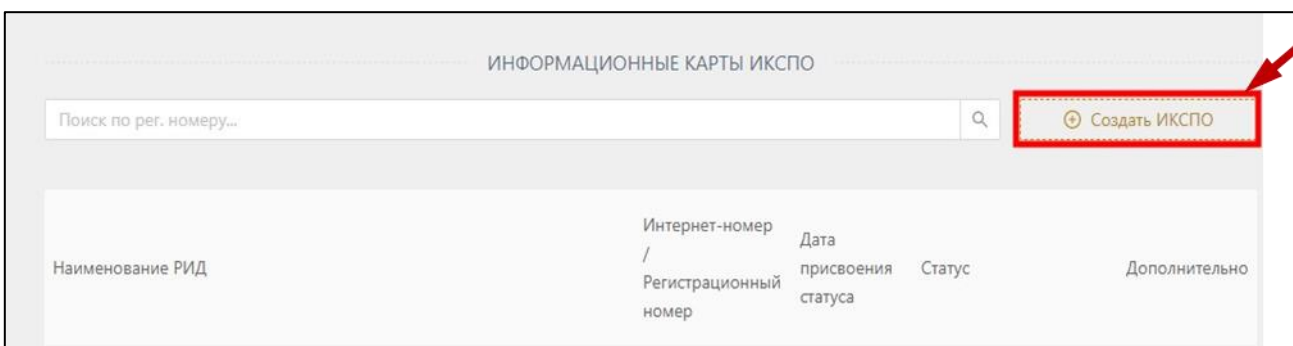 ИНФОРМАЦИОННЫЕ КАРТЫ ИКСПО
Поиск по рег. номеру...
Создать ИКСПО
Наименование РИД
Интернет-номер
/
Регистрационный
номер
Дата
присвоения
статуса
Статус
Дополнительно